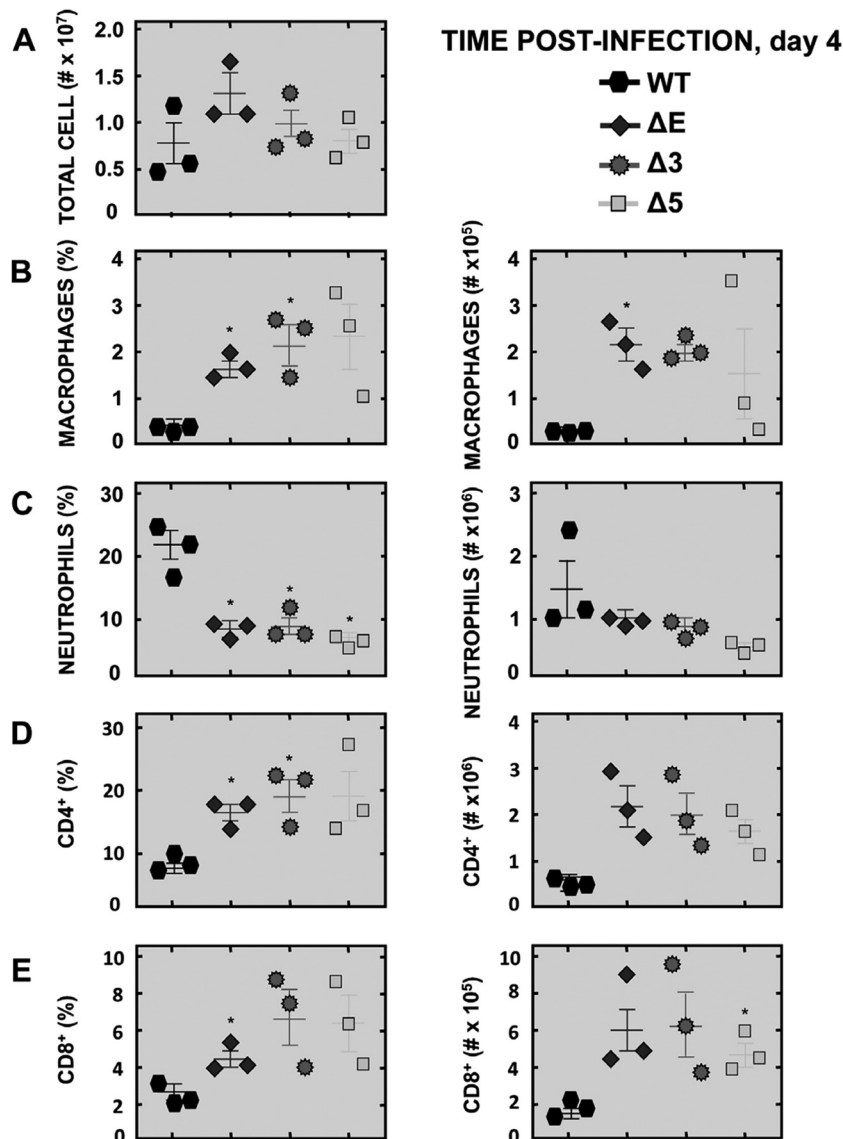 A
TOTAL CELL (# x 10⁷)
2.0
1.5
1.0
0.5
0
TIME POST-INFECTION, day 4
WT
ΔE
Δ3
Δ5
B
MACROPHAGES (%)
4
3
2
1
0
*
*
MACROPHAGES (# x10⁵)
4
3
2
1
0
*
C
NEUTROPHILS (%)
30
20
10
0
*
*
*
NEUTROPHILS (# x10⁶)
3
2
1
0
D
CD4⁺ (%)
30
20
10
0
*
*
CD4⁺ (# x10⁶)
4
3
2
1
0
E
CD8⁺ (%)
10
8
6
4
2
0
*
CD8⁺ (# x 10⁵)
10
8
6
4
2
0
*